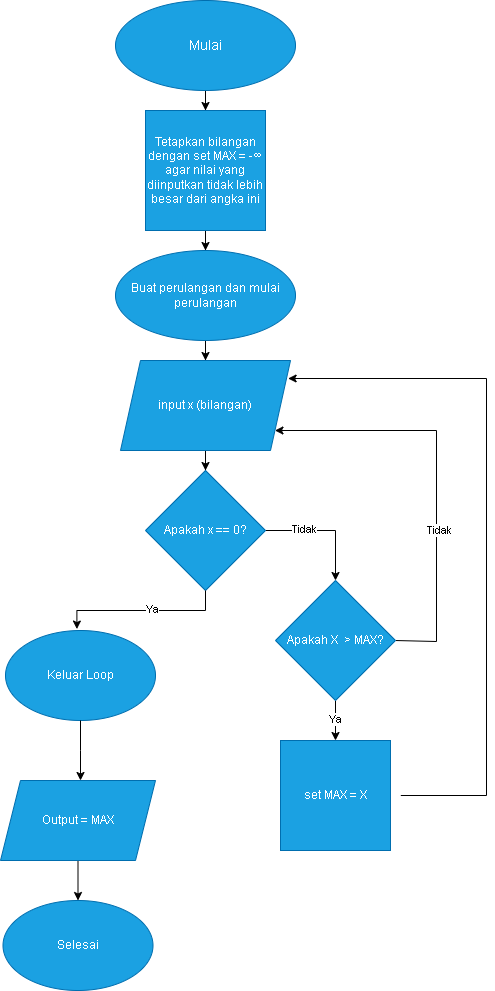 Mulai
Tetapkan bilangan
dengan set MAX = -∞
agar nilai yang
diinputkan tidak lebih
besar dari angka ini
Buat perulangan dan mulai
perulangan
input x (bilangan)
Apakah x == 0?
Tidak
Tidak
Ya
Apakah X > MAX?
Keluar Loop
Ya
set MAX = X
Output = MAX
Selesai